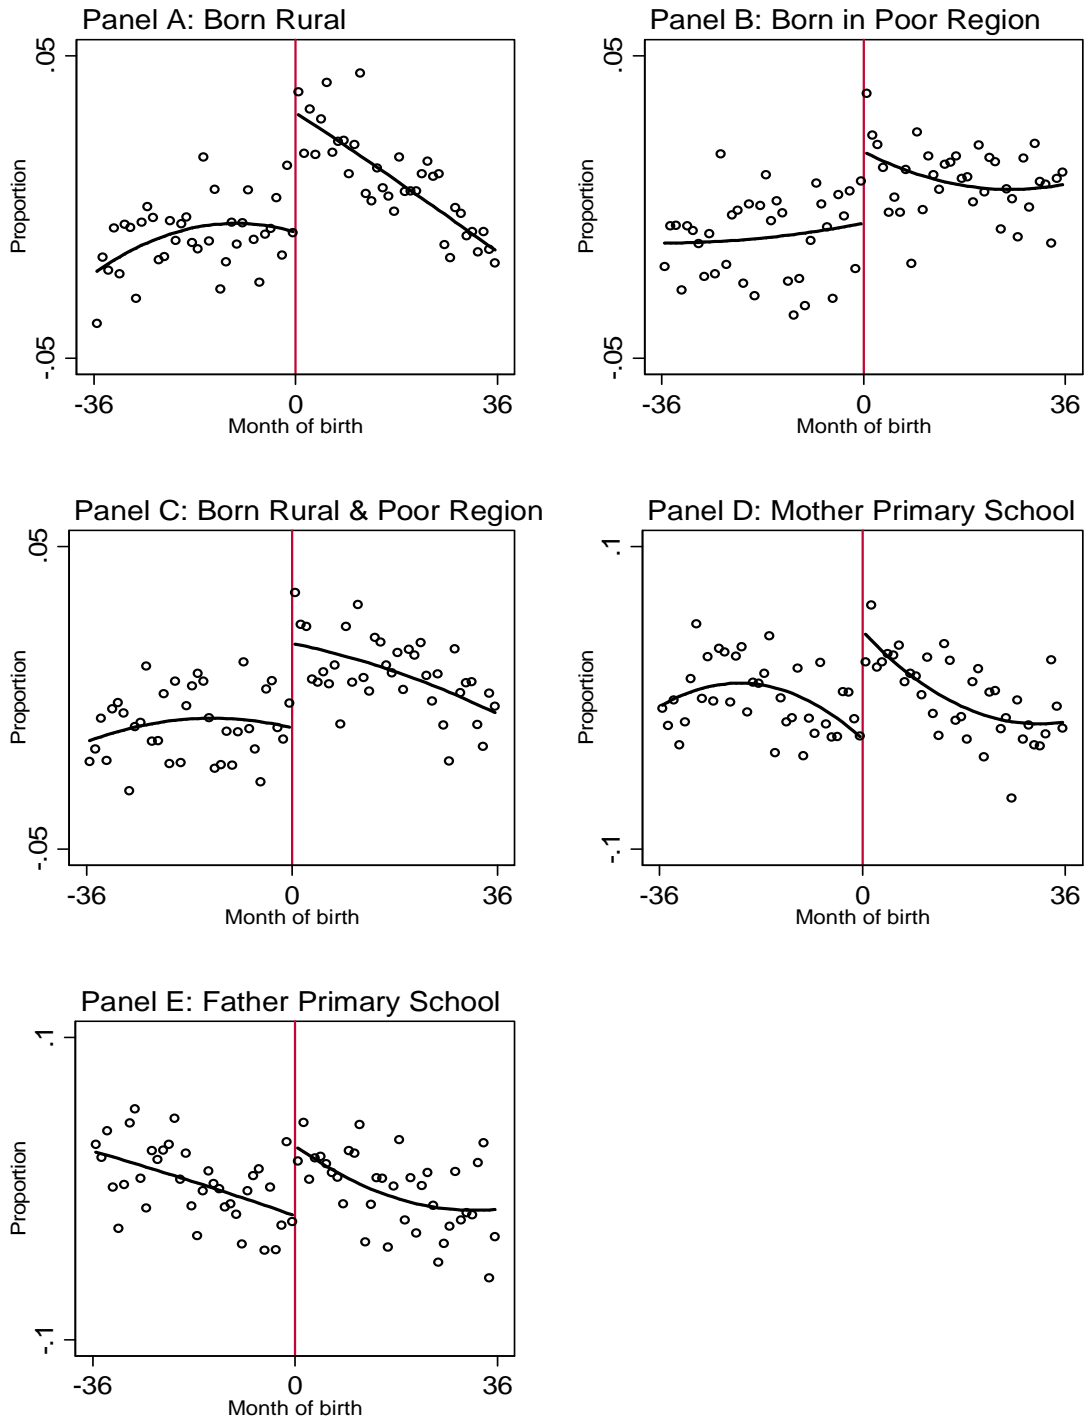 Panel A: Born Rural
.05
-.05
Proportion
-36
0
36
Month of birth
Panel B: Born in Poor Region
.05
-.05
Proportion
-36
0
36
Month of birth
Panel C: Born Rural & Poor Region
.05
-.05
Proportion
-36
0
36
Month of birth
Panel D: Mother Primary School
.1
-.1
Proportion
-36
0
36
Month of birth
Panel E: Father Primary School
.1
-.1
Proportion
-36
0
36
Month of birth